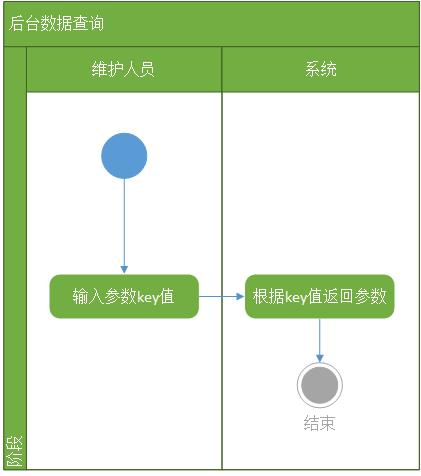 后台数据查询
维护人员
系统
输入参数key值
根据key值返回参数
结束
阶段